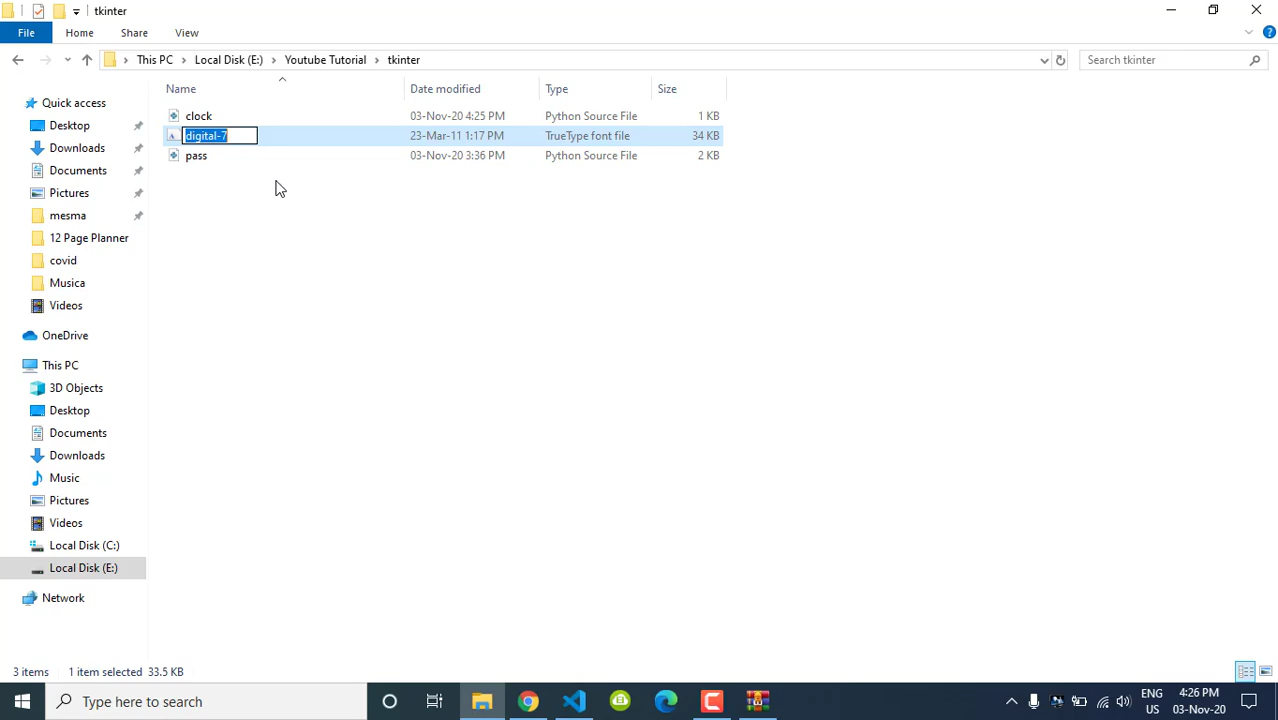 tkinter
File Home Share View
This PC Local Disk (E:) Youtube Tutorial tkinter
Search tkinter
Name Date modified Type Size
clock 03-Nov-20 4:25 PM Python Source File 1 KB
digital-7 23-Mar-11 1:17 PM TrueType font file 34 KB
pass 03-Nov-20 3:36 PM Python Source File 2 KB
Quick access
Desktop
Downloads
Documents
Pictures
mesma
12 Page Planner
covid
Musica
Videos
OneDrive
This PC
3D Objects
Desktop
Documents
Downloads
Music
Pictures
Videos
Local Disk (C:)
Local Disk (E:)
Network
3 items 1 item selected 33.5 KB
Type here to search
ENG
US
4:26 PM
03-Nov-20